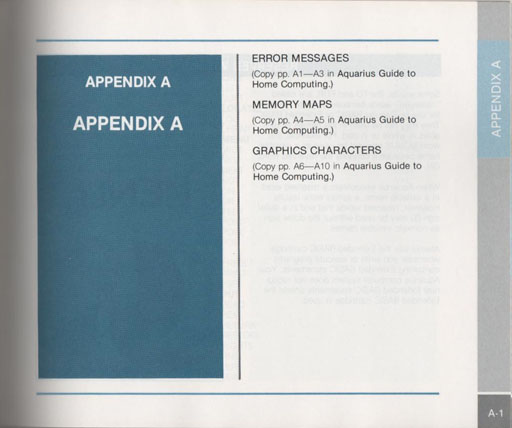 APPENDIX A
APPENDIX A
ERROR MESSAGES
(Copy pp. A1—A3 in Aquarius Guide to
Home Computing.)
MEMORY MAPS
(Copy pp. A4—A5 in Aquarius Guide to
Home Computing.)
GRAPHICS CHARACTERS
(Copy pp. A6—A10 in Aquarius Guide to
Home Computing.)
APPENDIX A
A-1